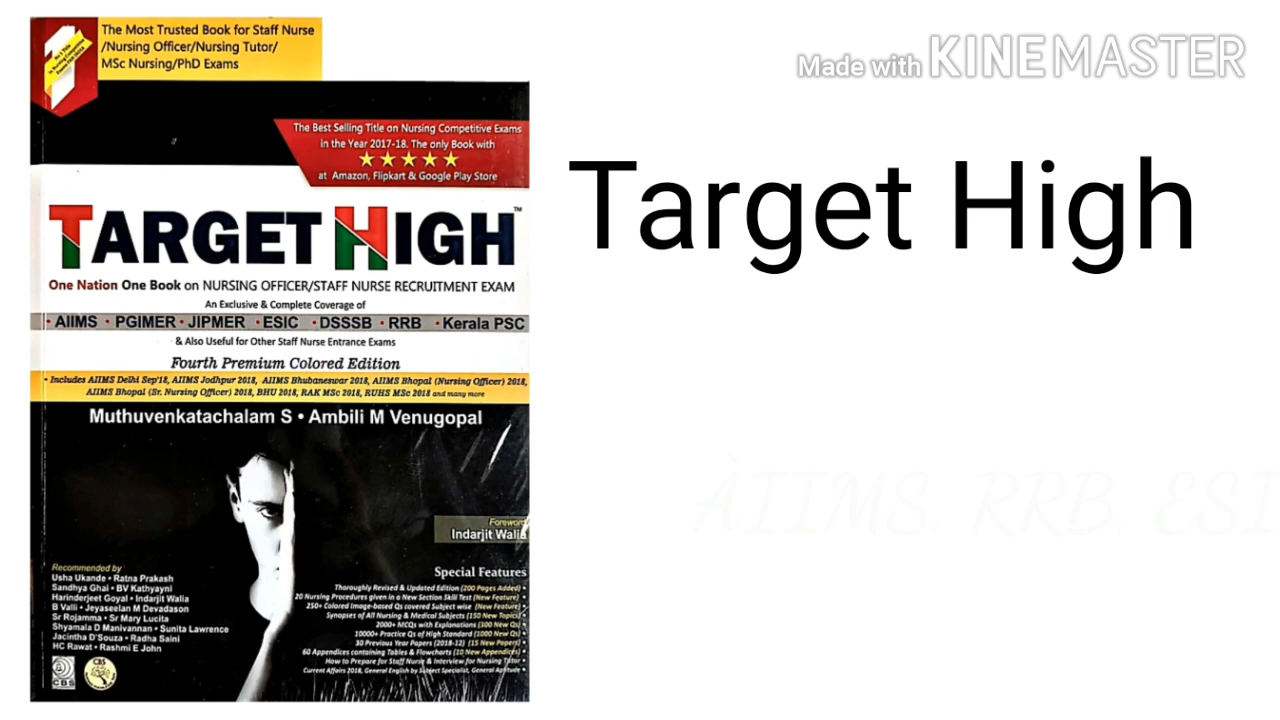 The Most Trusted Book for Staff Nurse
/Nursing Officer/Nursing Tutor/
MSc Nursing/PhD Exams
The Best Selling Title on Nursing Competitive Exams
in the Year 2017-18. The only Book with
at Amazon, Flipkart & Google Play Store
TARGET HIGH™
One Nation One Book on NURSING OFFICER/STAFF NURSE RECRUITMENT EXAM
An Exclusive & Complete Coverage of
• AIIMS • PGIMER • JIPMER • ESIC • DSSSB • RRB • Kerala PSC
& Also Useful for Other Staff Nurse Entrance Exams
Fourth Premium Colored Edition
• Includes AIIMS Delhi Sep'18, AIIMS Jodhpur 2018, AIIMS Bhubaneswar 2018, AIIMS Bhopal (Nursing Officer) 2018,
AIIMS Bhopal (Sr. Nursing Officer) 2018, BHU 2018, RAK MSc 2018, RUHS MSc 2018 and many more
Muthuvenkatachalam S • Ambili M Venugopal
Foreword
Indarjit Walia
Special Features
Thoroughly Revised & Updated Edition (200 Pages Added) •
20 Nursing Procedures given in a New Section Skill Test (New Feature) •
250+ Colored Image-based Qs covered Subject wise (New Feature) •
Synopses of All Nursing & Medical Subjects (150 New Topics) •
2000+ MCQs with Explanations (300 New Qs) •
10000+ Practice Qs of High Standard (1000 New Qs) •
30 Previous Year Papers (2018-12) (15 New Papers) •
60 Appendices containing Tables & Flowcharts (10 New Appendices) •
How to Prepare for Staff Nurse & Interview for Nursing Tutor •
Current Affairs 2018, General English by Subject Specialist, General Aptitude •
Recommended by
Usha Ukande • Ratna Prakash
Sandhya Ghai • BV Kathyayni
Harinderjeet Goyal • Indarjit Walia
B Valli • Jeyaseelan M Devadason
Sr Rojamma • Sr Mary Lucita
Shyamala D Manivannan • Sunita Lawrence
Jacintha D'Souza • Radha Saini
HC Rawat • Rashmi E John
CBS
CBS
Made with KINEMASTER
Target High
ÀIIMS RRB ESI